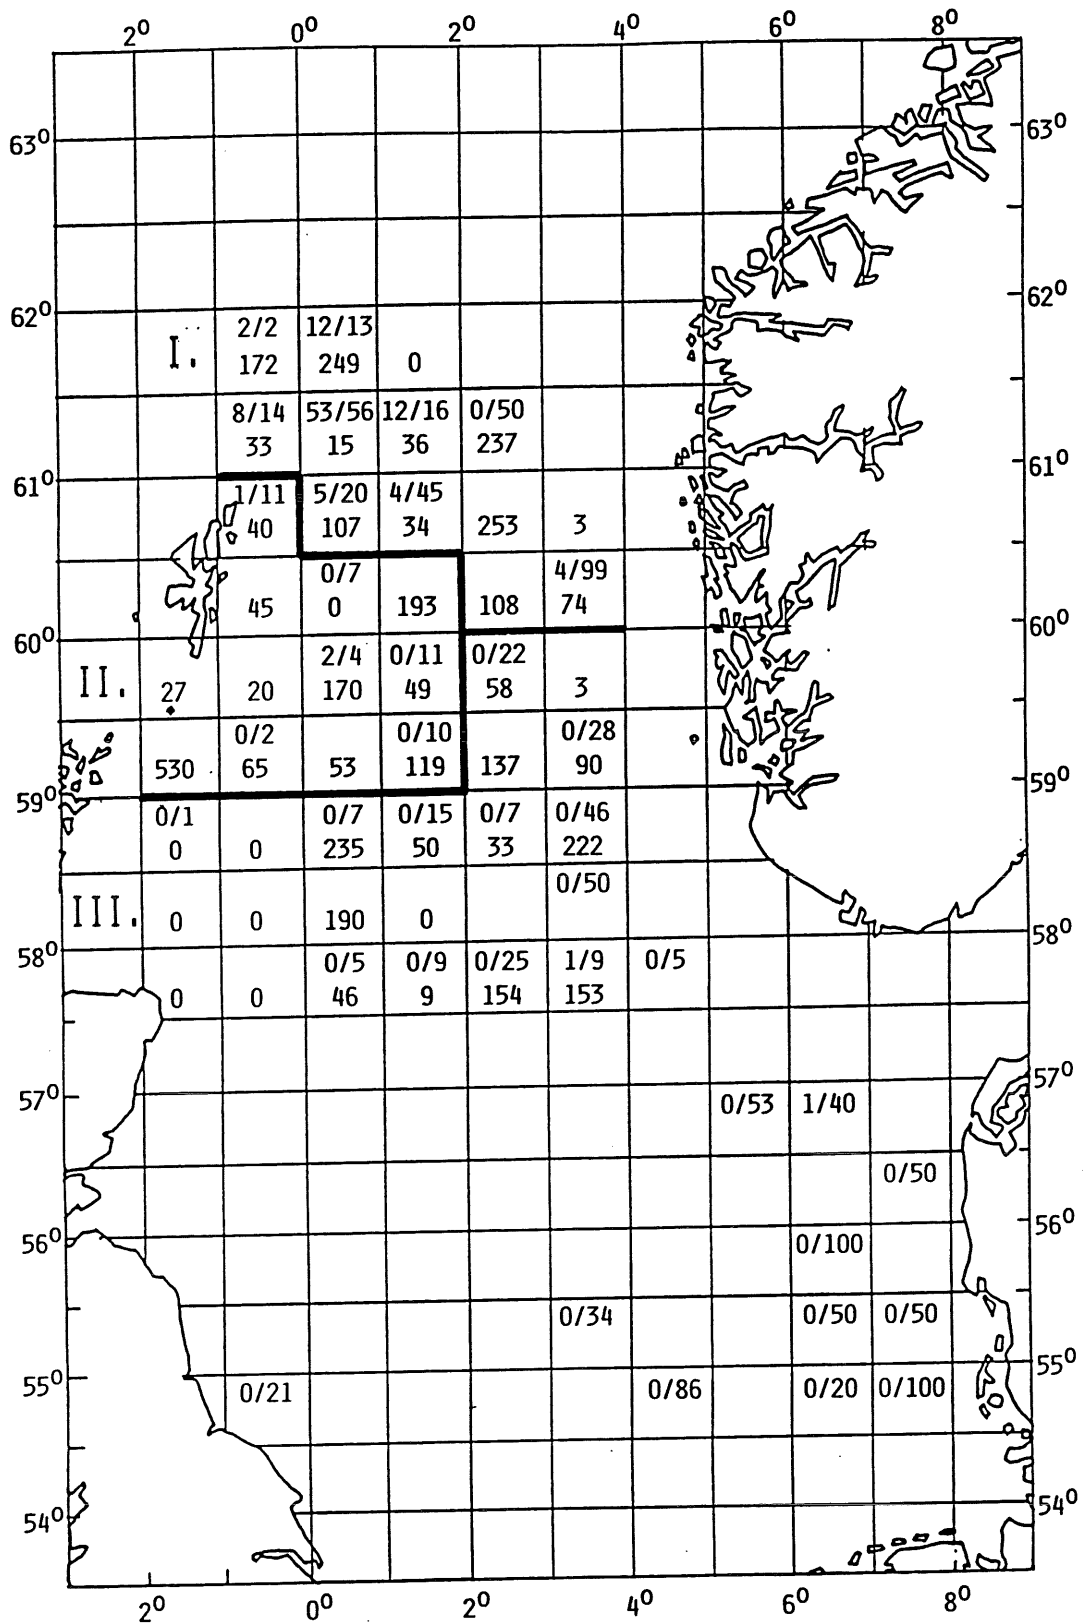 2⁰ 0⁰ 2⁰ 4⁰ 6⁰ 8⁰
63⁰ 63⁰
62⁰ 62⁰
2/2 12/13
I. 172 249 0
8/14 53/56 12/16 0/50
33 15 36 237
61⁰ 61⁰
1/11 5/20 4/45
40 107 34 253 3
0/7 4/99
45 0 193 108 74
60⁰ 60⁰
2/4 0/11 0/22
II. 27 20 170 49 58 3
0/2 0/10 0/28
530 65 53 119 137 90
59⁰ 59⁰
0/1 0/7 0/15 0/7 0/46
0 0 235 50 33 222
0/50
III. 0 0 190 0
58⁰ 58⁰
0/5 0/9 0/25 1/9 0/5
0 0 46 9 154 153
57⁰ 57⁰
0/53 1/40
0/50
56⁰ 56⁰
0/100
0/34 0/50 0/50
55⁰ 55⁰
0/21 0/86 0/20 0/100
54⁰ 54⁰
2⁰ 0⁰ 2⁰ 4⁰ 6⁰ 8⁰